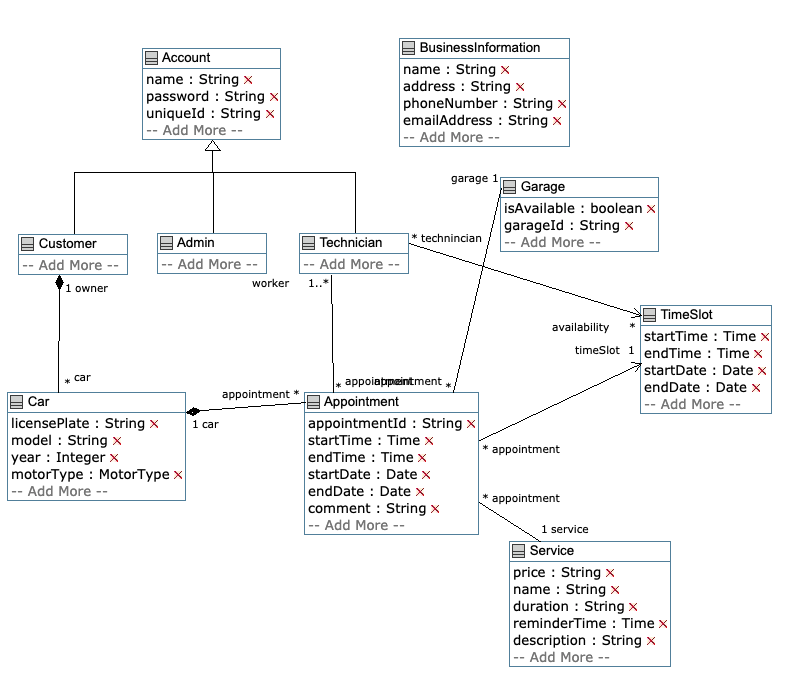 Account
name : String
password : String
uniqueId : String
-- Add More --
BusinessInformation
name : String
address : String
phoneNumber : String
emailAddress : String
-- Add More --
garage 1
Garage
isAvailable : boolean
garageId : String
-- Add More --
Customer
-- Add More --
Admin
-- Add More --
Technician
-- Add More --
* technincian
1 owner
worker 1..*
TimeSlot
startTime : Time
endTime : Time
startDate : Date
endDate : Date
-- Add More --
availability *
timeSlot 1
* car
* appointment
appointment *
appointment *
1 car
Car
licensePlate : String
model : String
year : Integer
motorType : MotorType
-- Add More --
Appointment
appointmentId : String
startTime : Time
endTime : Time
startDate : Date
endDate : Date
comment : String
-- Add More --
* appointment
* appointment
1 service
Service
price : String
name : String
duration : String
reminderTime : Time
description : String
-- Add More --